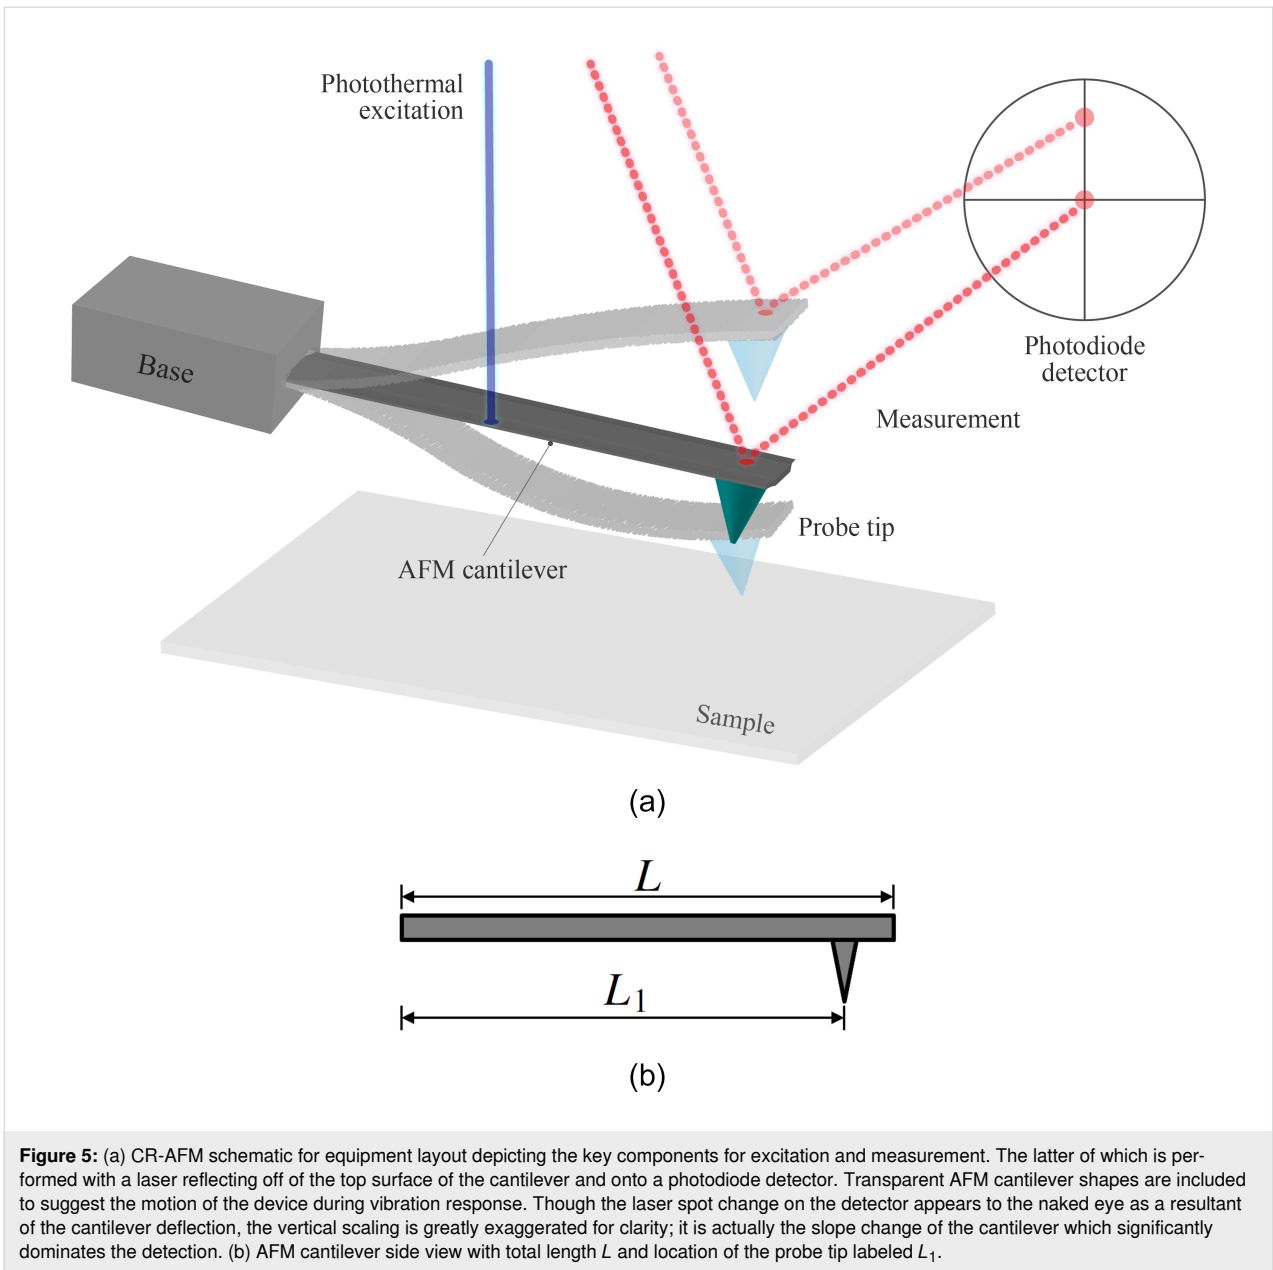 Photothermal
excitation
Base
Photodiode
detector
Measurement
Probe tip
AFM cantilever
Sample
(a)
L
L1
(b)
Figure 5: (a) CR-AFM schematic for equipment layout depicting the key components for excitation and measurement. The latter of which is per-
formed with a laser reflecting off of the top surface of the cantilever and onto a photodiode detector. Transparent AFM cantilever shapes are included
to suggest the motion of the device during vibration response. Though the laser spot change on the detector appears to the naked eye as a resultant
of the cantilever deflection, the vertical scaling is greatly exaggerated for clarity; it is actually the slope change of the cantilever which significantly
dominates the detection. (b) AFM cantilever side view with total length L and location of the probe tip labeled L1.